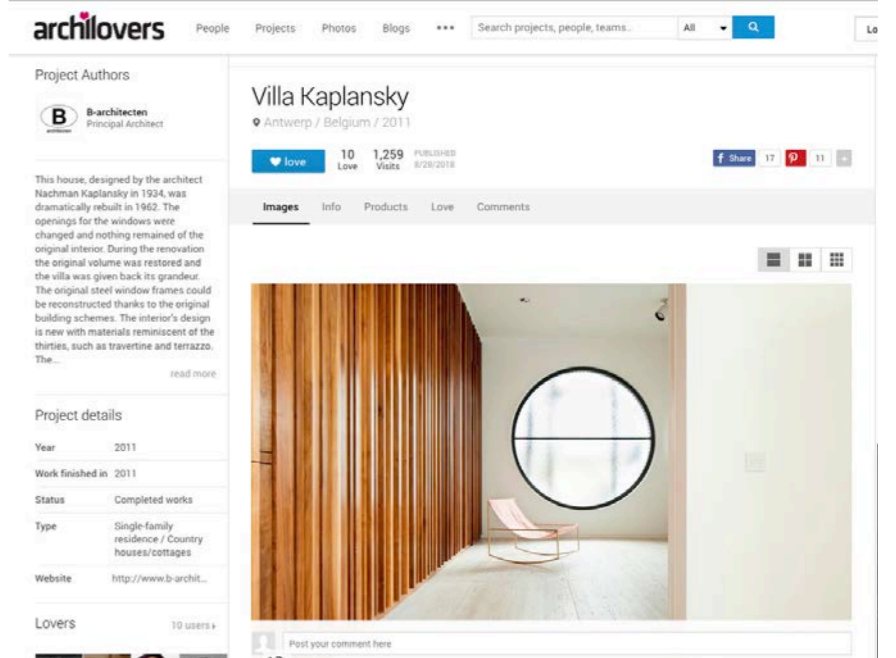 archilovers
People Projects Photos Blogs ••• Search projects, people, teams.. All Lo
Project Authors
B
B-architecten
Principal Architect
This house, designed by the architect
Nachman Kaplansky in 1934, was
dramatically rebuilt in 1962. The
openings for the windows were
changed and nothing remained of the
original interior. During the renovation
the original volume was restored and
the villa was given back its grandeur.
The original steel window frames could
be reconstructed thanks to the original
building schemes. The interior's design
is new with materials reminiscent of the
thirties, such as travertine and terrazzo.
The...
read more
Project details
Year 2011
Work finished in 2011
Status Completed works
Type Single-family
residence / Country
houses/cottages
Website http://www.b-archit...
Lovers 10 users
Villa Kaplansky
Antwerp / Belgium / 2011
love 10 1,259 PUBLISHED
Love Visits 8/28/2018
f Share 17 11 +
Images Info Products Love Comments
Post your comment here